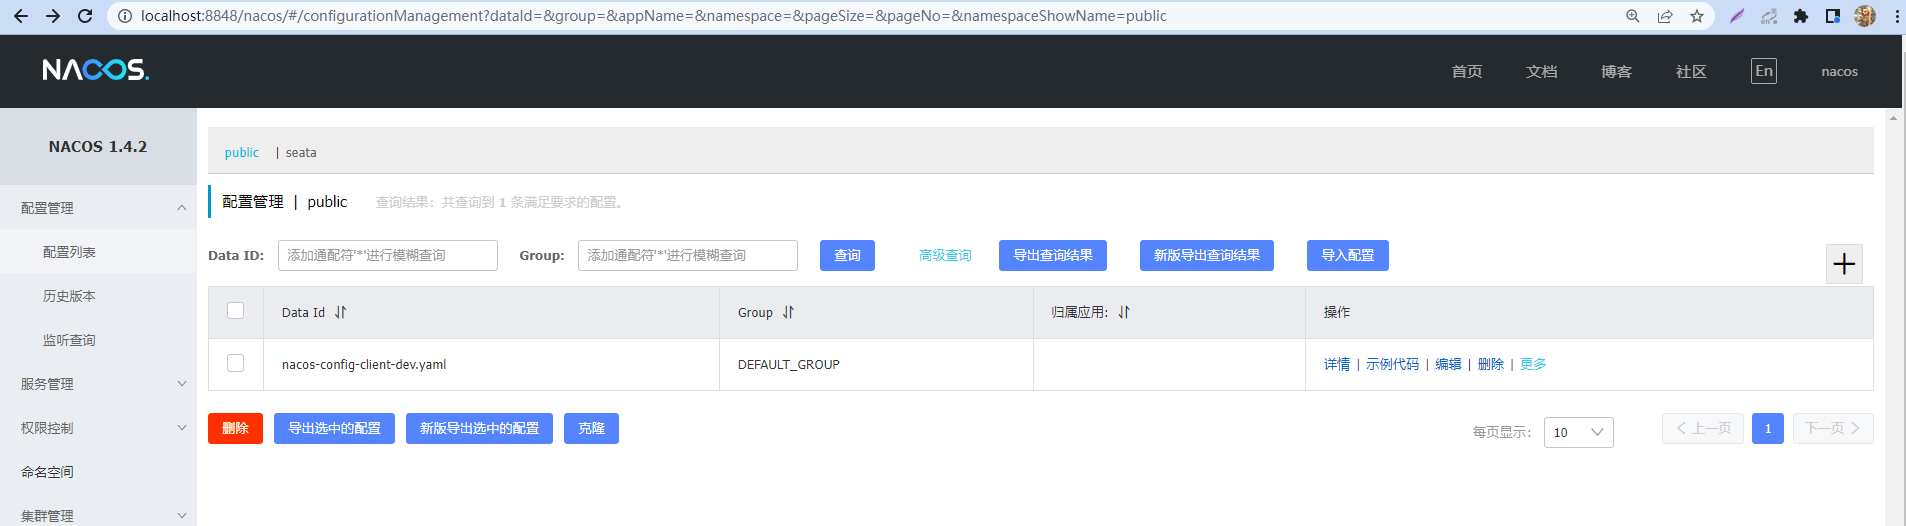 localhost:8848/nacos/#/configurationManagement?dataId=&group=&appName=&namespace=&pageSize=&pageNo=&namespaceShowName=public
NACOS.
首页 文档 博客 社区 En nacos
NACOS 1.4.2
public | seata
配置管理
配置管理 | public 查询结果：共查询到 1 条满足要求的配置。
配置列表
Data ID: 添加通配符'*'进行模糊查询 Group: 添加通配符'*'进行模糊查询 查询 高级查询 导出查询结果 新版导出查询结果 导入配置
历史版本
Data Id Group 归属应用: 操作
监听查询
nacos-config-client-dev.yaml DEFAULT_GROUP 详情 | 示例代码 | 编辑 | 删除 | 更多
服务管理
权限控制
删除 导出选中的配置 新版导出选中的配置 克隆 每页显示: 10 上一页 1 下一页
命名空间
集群管理